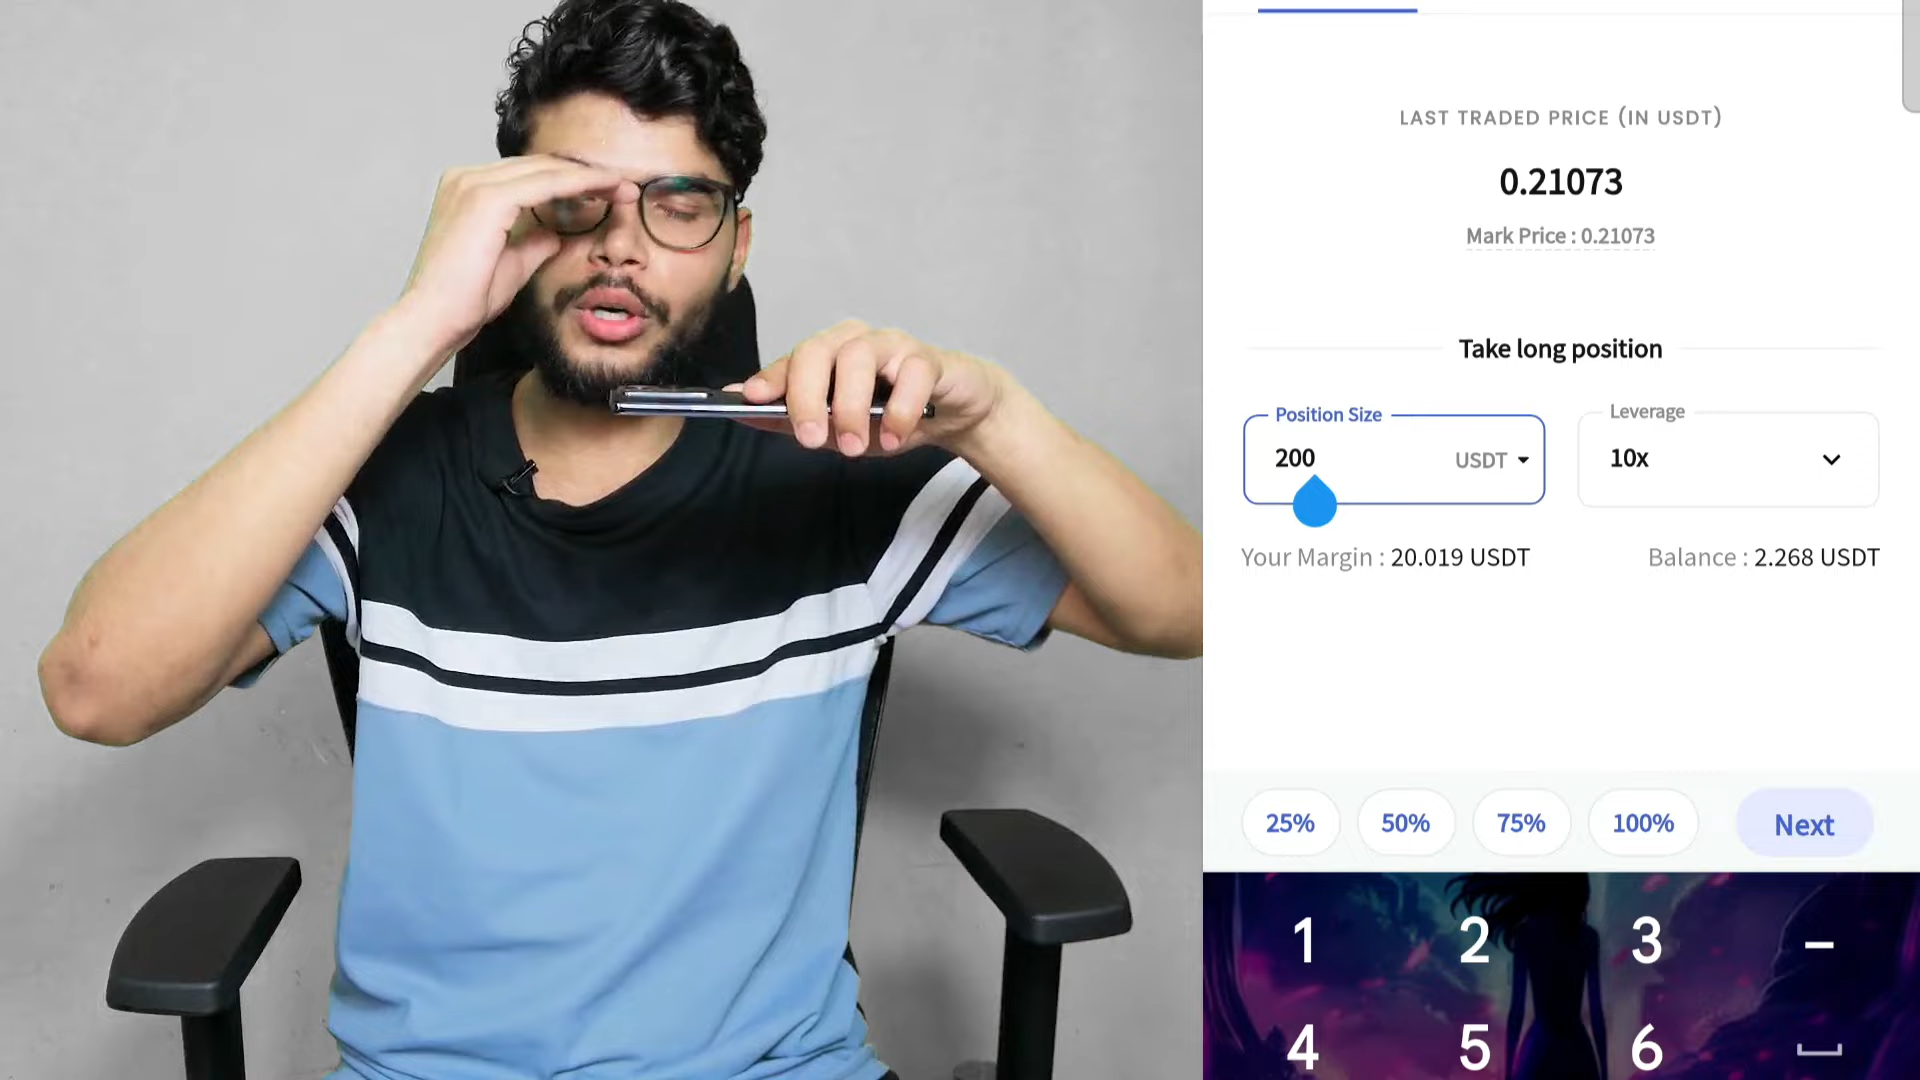 LAST TRADED PRICE (IN USDT)
0.21073
Mark Price : 0.21073
Take long position
Position Size
Leverage
200 USDT
10x
Your Margin : 20.019 USDT
Balance : 2.268 USDT
25% 50% 75% 100% Next
1 2 3 –
4 5 6